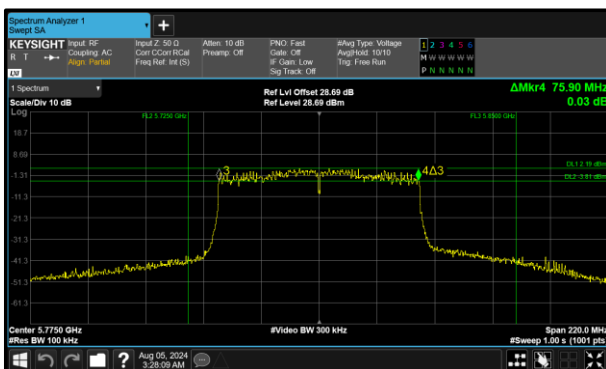 Spectrum Analyzer 1
Swept SA
KEYSIGHT
R T
LNI
Input: RF
Coupling: AC
Align: Partial
Input Z: 50 Ω
Corr CCorr RCal
Freq Ref: Int (S)
Atten: 10 dB
Preamp: Off
PNO: Fast
Gate: Off
IF Gain: Low
Sig Track: Off
#Avg Type: Voltage
Avg|Hold: 10/10
Trig: Free Run
1 2 3 4 5 6
M W W W W W
P N N N N N
1 Spectrum
Scale/Div 10 dB
Ref Lvl Offset 28.69 dB
Ref Level 28.69 dBm
ΔMkr4 75.90 MHz
0.03 dB
Log
FL2 5.7250 GHz
18.7
8.69
-1.31
-11.3
-21.3
-31.3
-41.3
-51.3
-61.3
3
4Δ3
DL1 2.19 dBm
DL2 -3.81 dBm
Center 5.7750 GHz
#Res BW 100 kHz
#Video BW 300 kHz
Span 220.0 MHz
#Sweep 1.00 s (1001 pts
?
Aug 05, 2024
3:28:09 AM